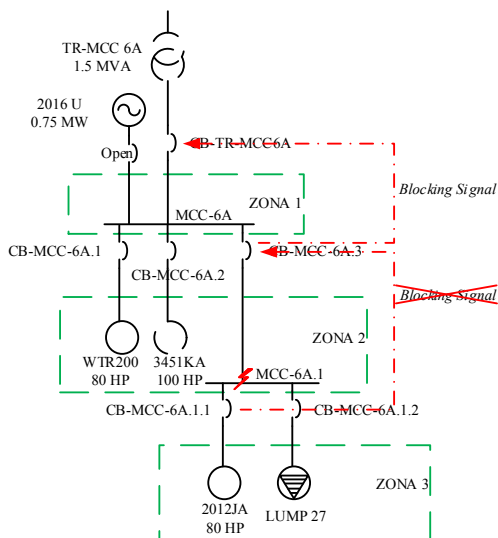 TR-MCC 6A
1.5 MVA
2016 U
0.75 MW
Open
CB-TR-MCC6A
Blocking Signal
ZONA 1
MCC-6A
CB-MCC-6A.1
CB-MCC-6A.2
CB-MCC-6A.3
Blocking Signal
ZONA 2
WTR200
80 HP
3451KA
100 HP
MCC-6A.1
CB-MCC-6A.1.1
CB-MCC-6A.1.2
ZONA 3
2012JA
80 HP
LUMP 27